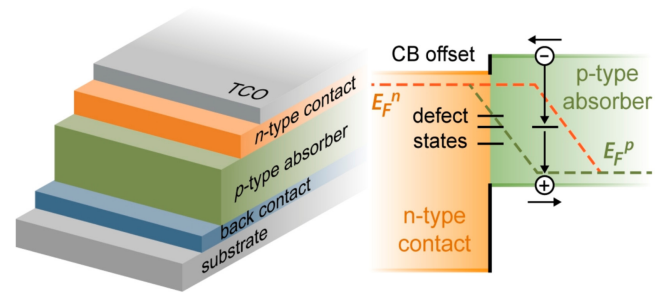 TCO
n-type contact
p-type absorber
back contact
substrate
CB offset
p-type
absorber
E_F^n
defect
states
E_F^p
n-type
contact
−
+